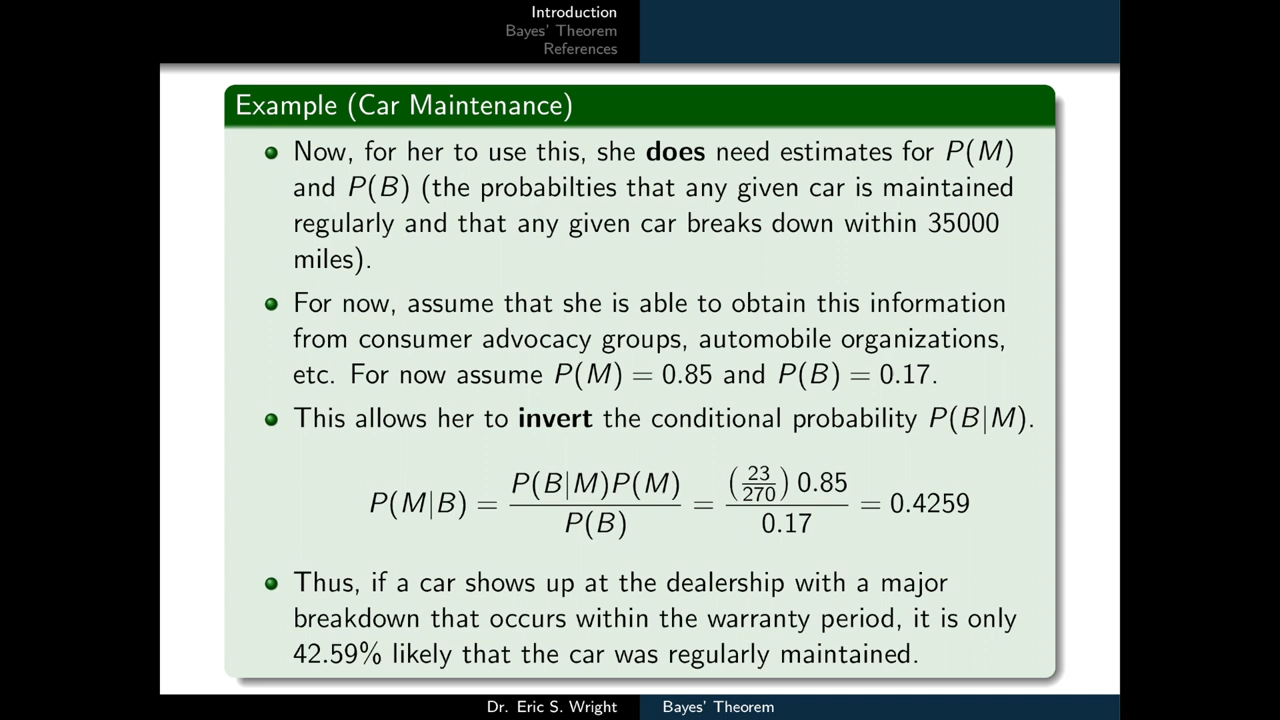 Introduction
Bayes' Theorem
References
Example (Car Maintenance)
Now, for her to use this, she does need estimates for P(M)
and P(B) (the probabilties that any given car is maintained
regularly and that any given car breaks down within 35000
miles).
For now, assume that she is able to obtain this information
from consumer advocacy groups, automobile organizations,
etc. For now assume P(M) = 0.85 and P(B) = 0.17.
This allows her to invert the conditional probability P(B|M).
P(M|B) = P(B|M)P(M) / P(B) = (23/270) 0.85 / 0.17 = 0.4259
Thus, if a car shows up at the dealership with a major
breakdown that occurs within the warranty period, it is only
42.59% likely that the car was regularly maintained.
Dr. Eric S. Wright Bayes' Theorem